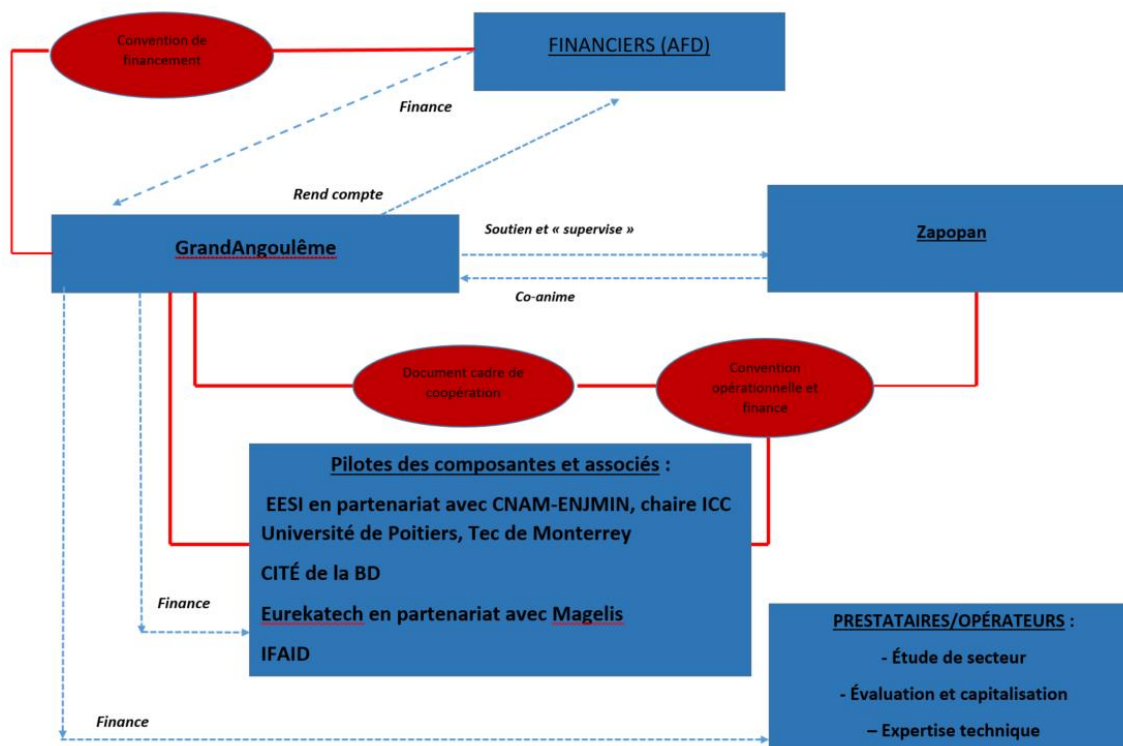 Convention de
financement
FINANCIERS (AFD)
Finance
Rend compte
GrandAngoulême
Soutien et « supervise »
Zapopan
Co-anime
Document cadre de
coopération
Convention
opérationnelle et
finance
Pilotes des composantes et associés :
EESI en partenariat avec CNAM-ENJMIN, chaire ICC
Université de Poitiers, Tec de Monterrey
CITÉ de la BD
Eurekatech en partenariat avec Magelis
IFAID
Finance
PRESTATAIRES/OPÉRATEURS :
- Étude de secteur
- Évaluation et capitalisation
– Expertise technique
Finance